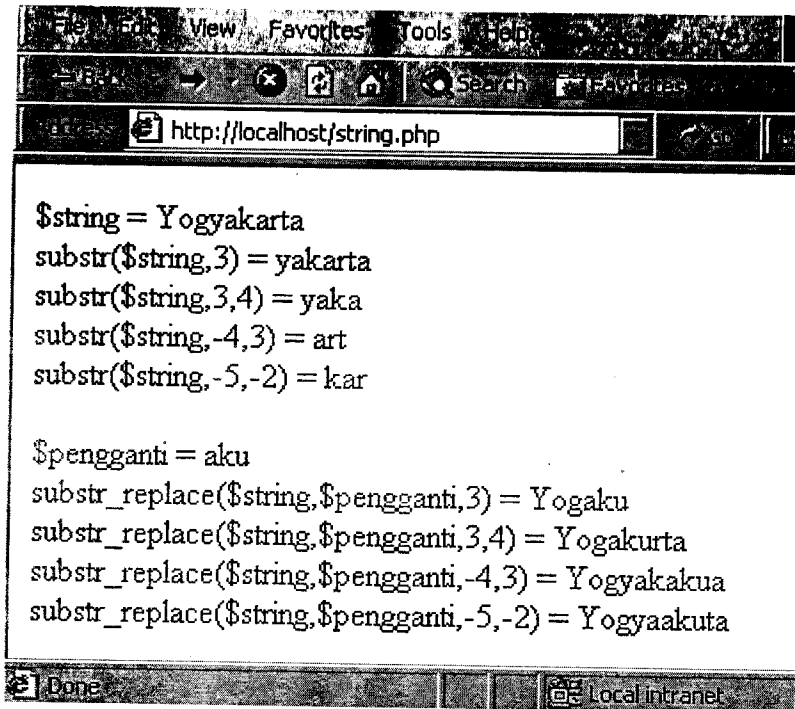 File Edit View Favorites Tools Help
Back Search Favorites
Address http://localhost/string.php Go
$string = Yogyakarta
substr($string,3) = yakarta
substr($string,3,4) = yaka
substr($string,-4,3) = art
substr($string,-5,-2) = kar
$pengganti = aku
substr_replace($string,$pengganti,3) = Yogaku
substr_replace($string,$pengganti,3,4) = Yogakurta
substr_replace($string,$pengganti,-4,3) = Yogyakakua
substr_replace($string,$pengganti,-5,-2) = Yogyaakuta
Done Local intranet